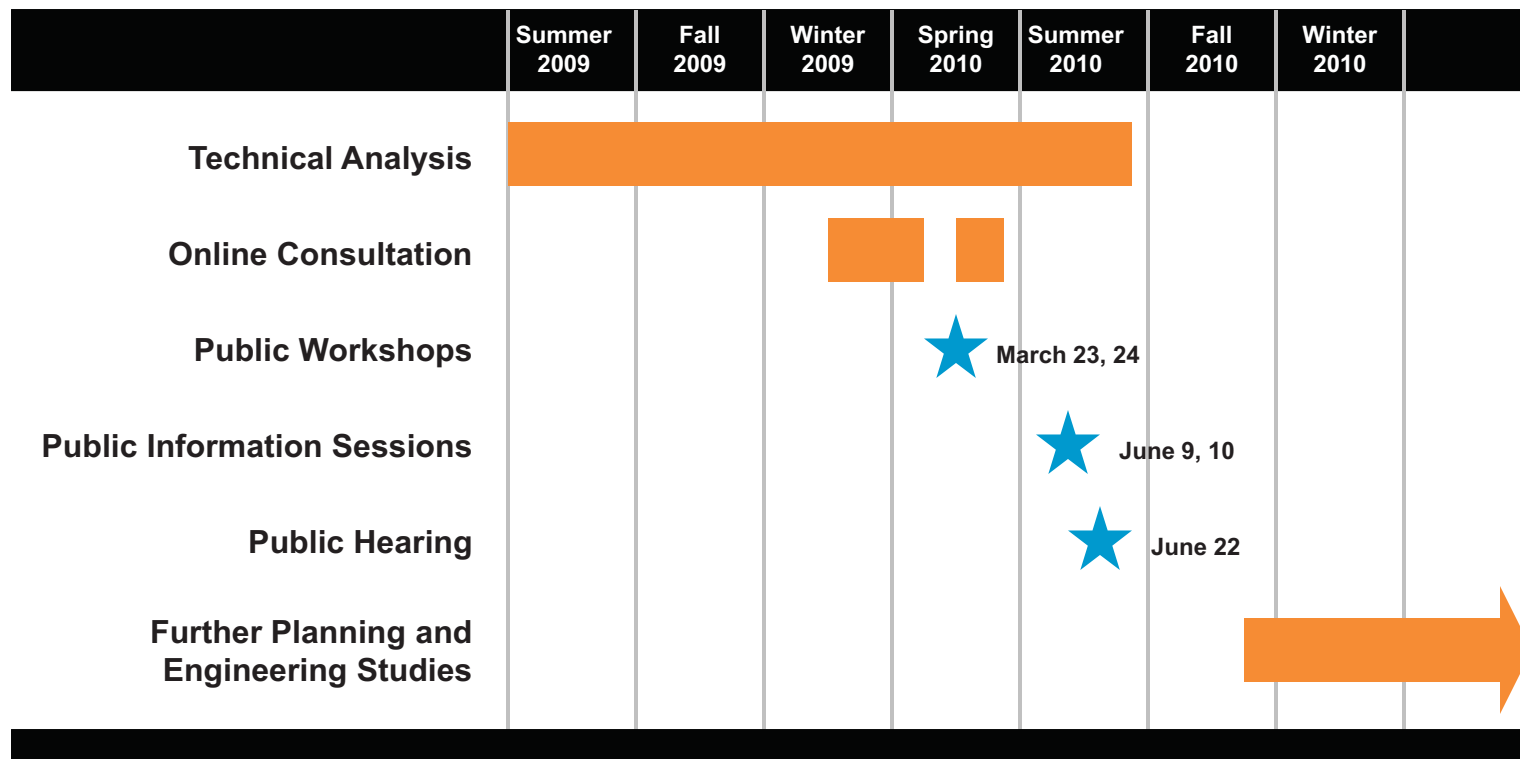 Summer
2009
Fall
2009
Winter
2009
Spring
2010
Summer
2010
Fall
2010
Winter
2010
Technical Analysis
Online Consultation
Public Workshops
March 23, 24
Public Information Sessions
June 9, 10
Public Hearing
June 22
Further Planning and
Engineering Studies